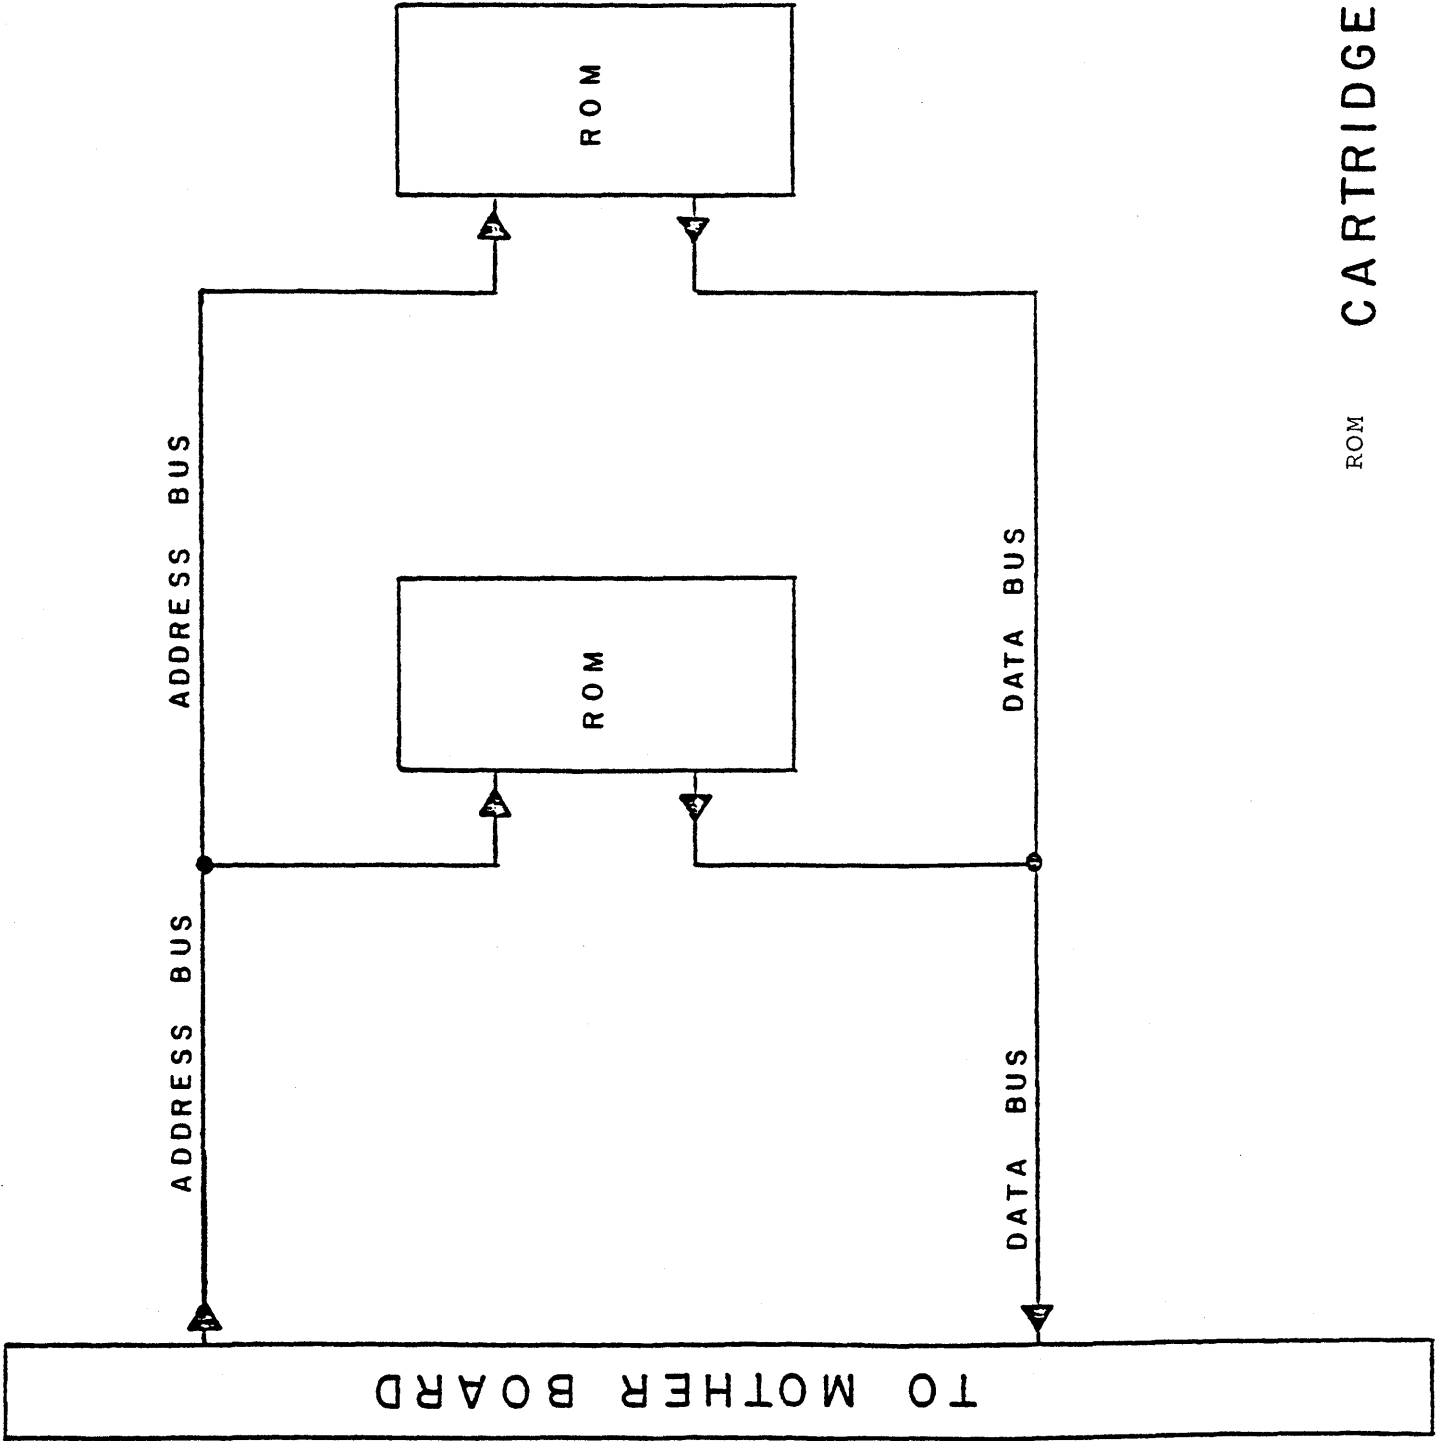 ROM
ADDRESS BUS
ROM
DATA BUS
ADDRESS BUS
DATA BUS
TO MOTHER BOARD
ROM CARTRIDGE